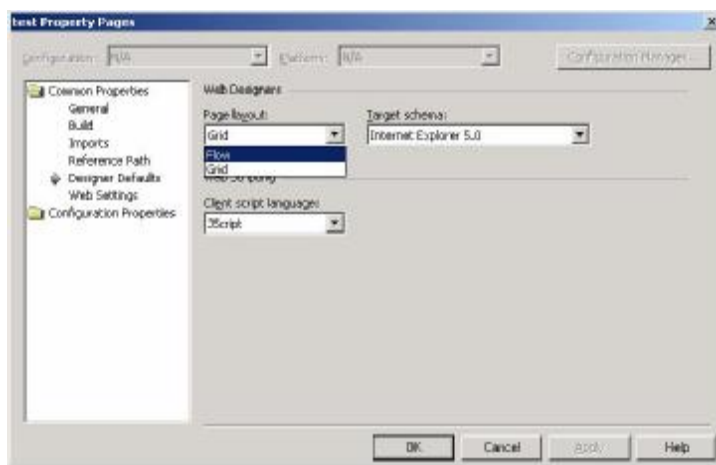 test Property Pages
Configuration: N/A Platform: N/A Configuration Manager...
Common Properties
General
Build
Imports
Reference Path
Designer Defaults
Web Settings
Configuration Properties
Web Designers
Page layout: Target schema:
Grid Internet Explorer 5.0
Flow
Grid
Web Scripting
Client script language:
JScript
OK Cancel Apply Help